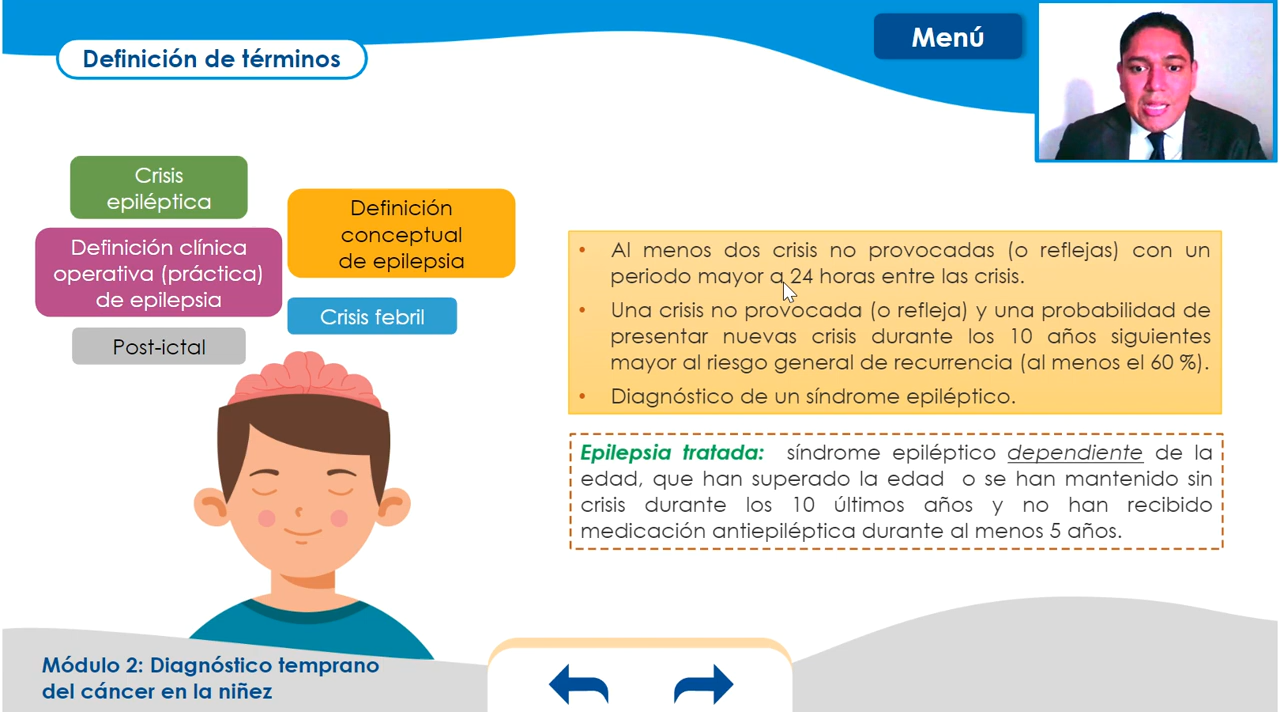 Definición de términos
Menú
Crisis
epiléptica
Definición
conceptual
de epilepsia
Definición clínica
operativa (práctica)
de epilepsia
Crisis febril
Post-ictal
• Al menos dos crisis no provocadas (o reflejas) con un
periodo mayor a 24 horas entre las crisis.
• Una crisis no provocada (o refleja) y una probabilidad de
presentar nuevas crisis durante los 10 años siguientes
mayor al riesgo general de recurrencia (al menos el 60 %).
• Diagnóstico de un síndrome epiléptico.
Epilepsia tratada: síndrome epiléptico dependiente de la
edad, que han superado la edad o se han mantenido sin
crisis durante los 10 últimos años y no han recibido
medicación antiepiléptica durante al menos 5 años.
Módulo 2: Diagnóstico temprano
del cáncer en la niñez